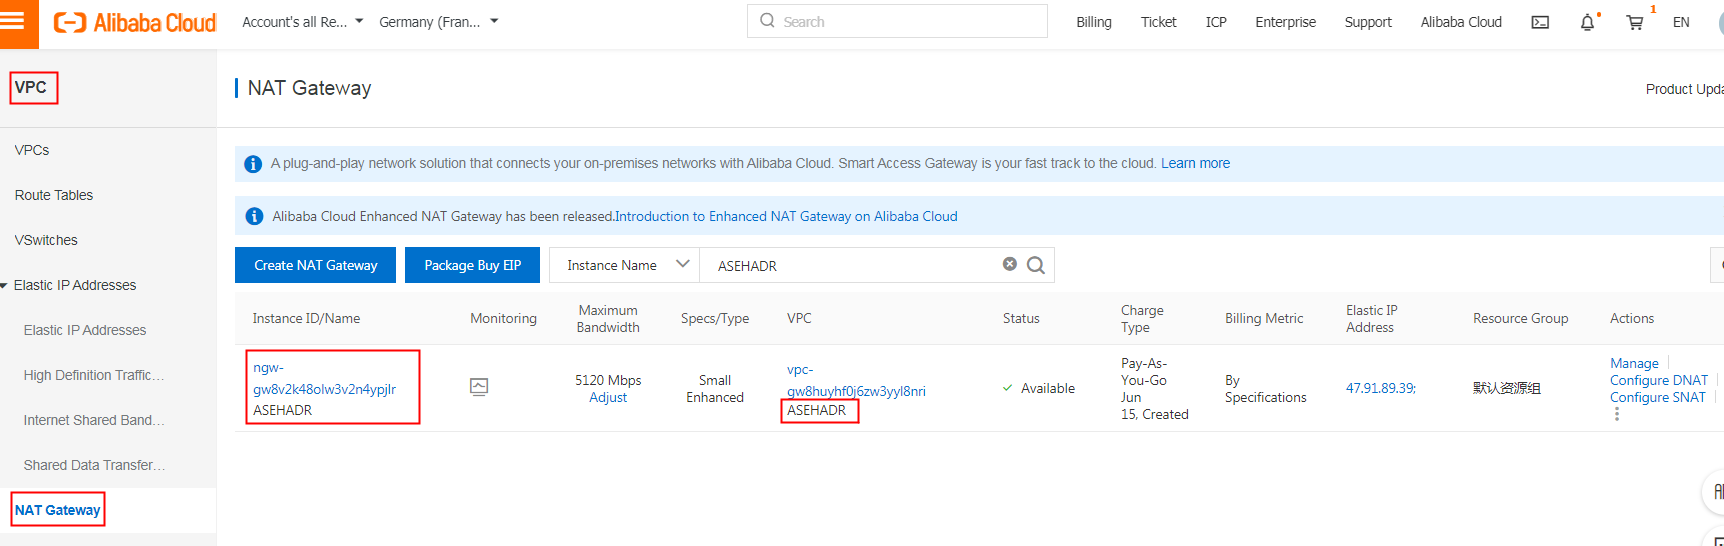 Alibaba Cloud
Account's all Re...
Germany (Fran...
Search
Billing
Ticket
ICP
Enterprise
Support
Alibaba Cloud
1
EN
VPC
NAT Gateway
Product Upda
VPCs
Route Tables
VSwitches
Elastic IP Addresses
Elastic IP Addresses
High Definition Traffic...
Internet Shared Band...
Shared Data Transfer...
NAT Gateway
A plug-and-play network solution that connects your on-premises networks with Alibaba Cloud. Smart Access Gateway is your fast track to the cloud. Learn more
Alibaba Cloud Enhanced NAT Gateway has been released.Introduction to Enhanced NAT Gateway on Alibaba Cloud
Create NAT Gateway
Package Buy EIP
Instance Name
ASEHADR
Instance ID/Name
Monitoring
Maximum
Bandwidth
Specs/Type
VPC
Status
Charge
Type
Billing Metric
Elastic IP
Address
Resource Group
Actions
ngw-
gw8v2k48olw3v2n4ypjlr
ASEHADR
5120 Mbps
Adjust
Small
Enhanced
vpc-
gw8huyhf0j6zw3yyl8nri
ASEHADR
Available
Pay-As-
You-Go
Jun
15, Created
By
Specifications
47.91.89.39;
默认资源组
Manage
Configure DNAT
Configure SNAT